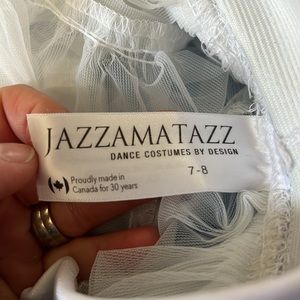 JAZZAMATAZZ
DANCE COSTUMES BY DESIGN
7-8
Proudly made in
Canada for 30 years